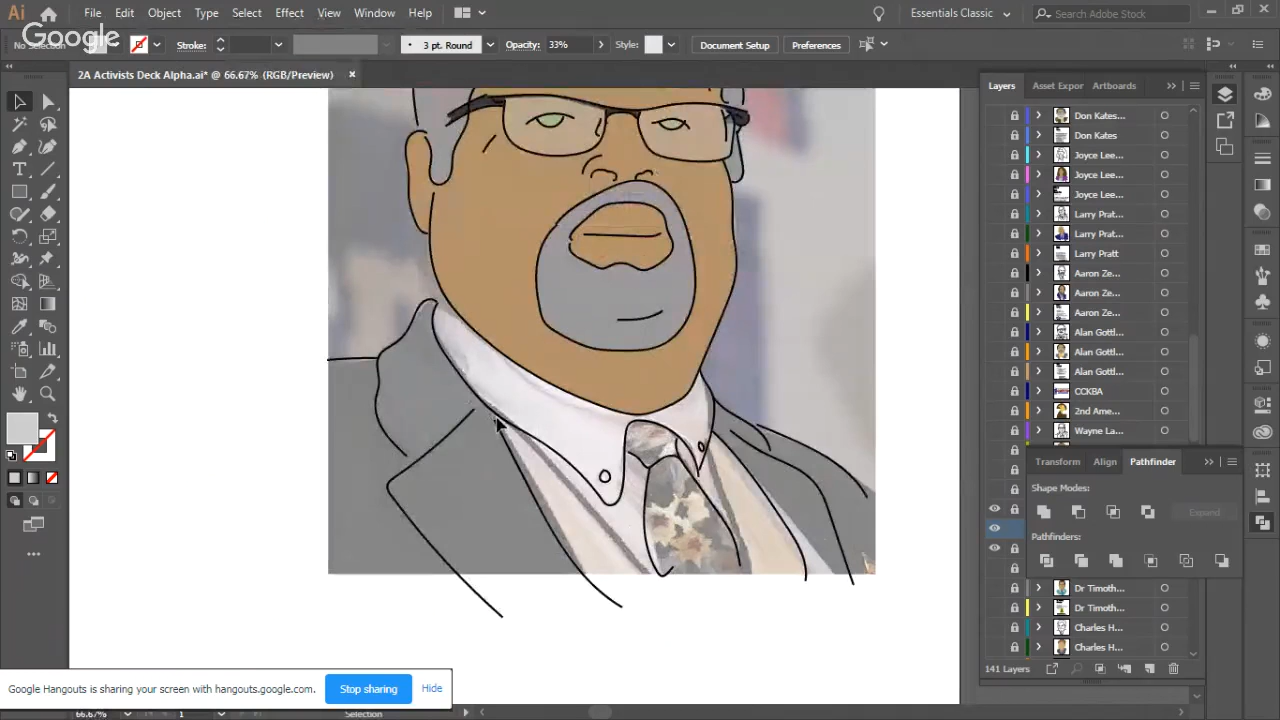 Ai File Edit Object Type Select Effect View Window Help Essentials Classic Search Adobe Stock
Google
No Selection Stroke: 3 pt. Round Opacity: 33% Style: Document Setup Preferences
2A Activists Deck Alpha.ai* @ 66.67% (RGB/Preview)
Layers Asset Expor Artboards
Don Kates...
Don Kates
Joyce Lee...
Joyce Lee...
Joyce Lee...
Larry Prat...
Larry Prat...
Larry Pratt
Aaron Ze...
Aaron Ze...
Aaron Ze...
Alan Gottl...
Alan Gottl...
Alan Gottl...
CCKBA
2nd Ame...
Wayne La...
Transform Align Pathfinder
Shape Modes:
Expand
Pathfinders:
Dr Timoth...
Dr Timoth...
Charles H...
Charles H...
141 Layers
Google Hangouts is sharing your screen with hangouts.google.com. Stop sharing Hide
66.67% 1 Selection